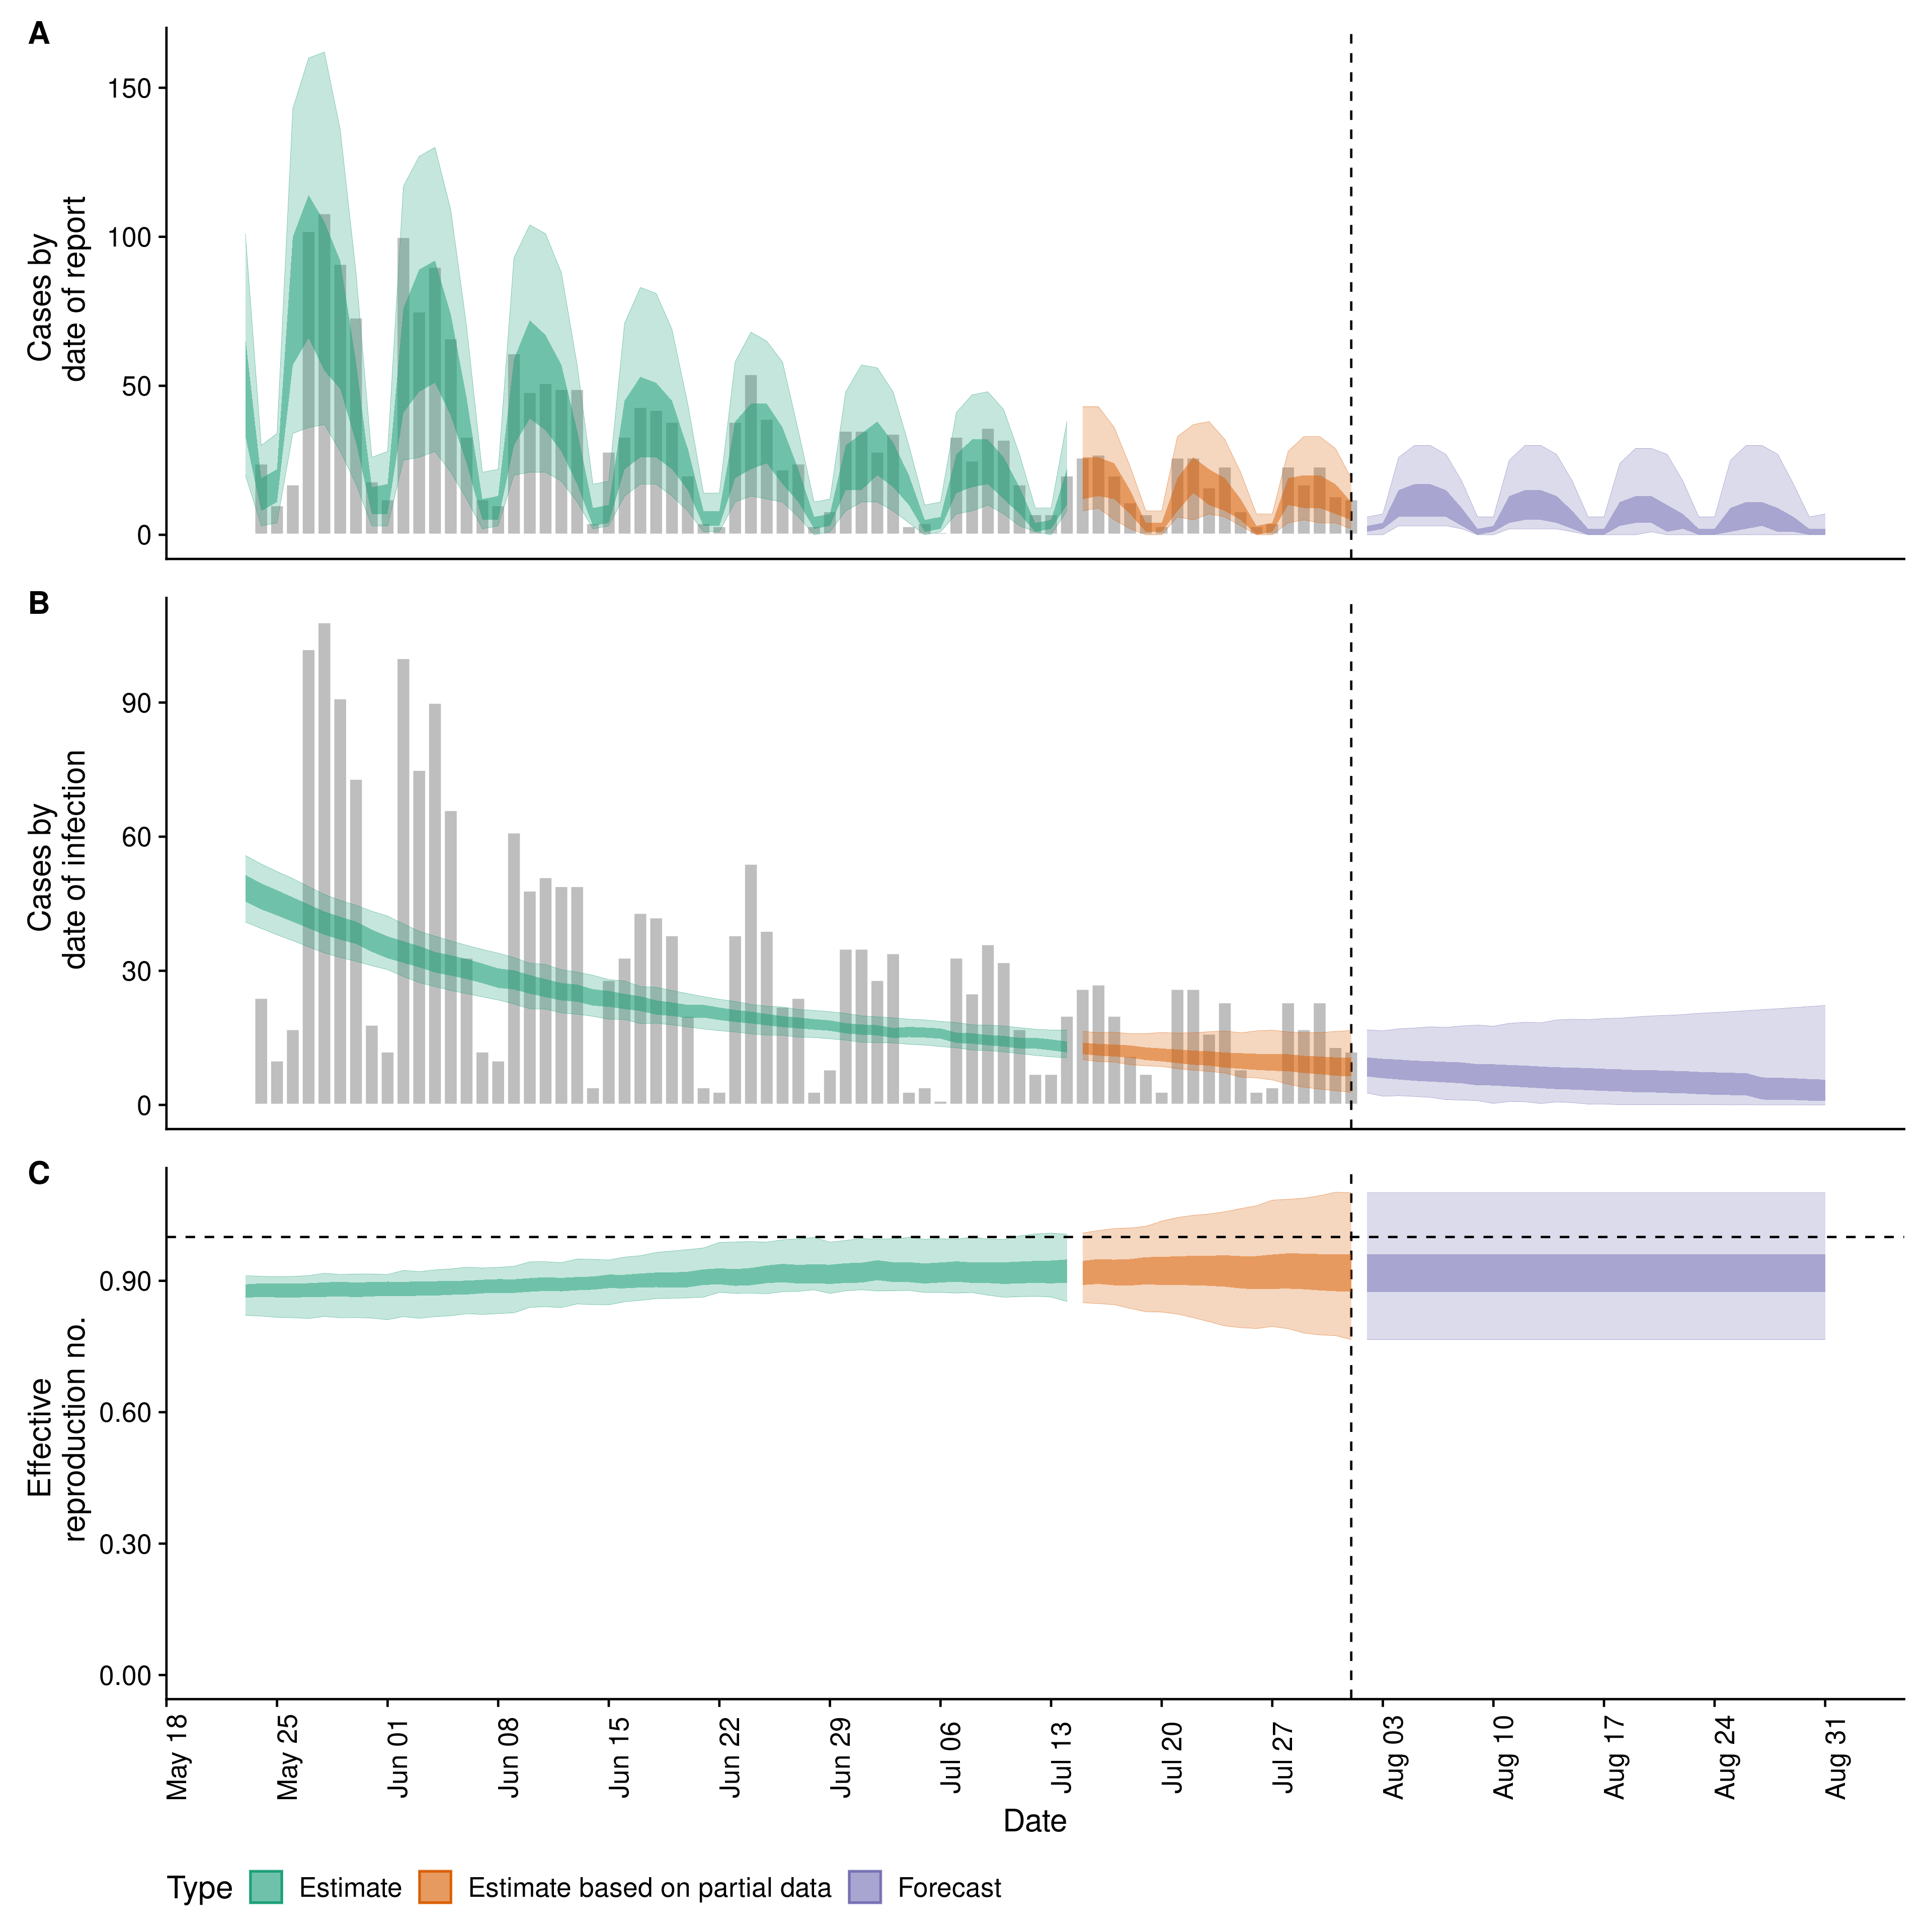 A
150
100
50
0
Cases by
date of report
B
90
60
30
0
Cases by
date of infection
C
0.90
0.60
0.30
0.00
Effective
reproduction no.
May 18
May 25
Jun 01
Jun 08
Jun 15
Jun 22
Jun 29
Jul 06
Jul 13
Jul 20
Jul 27
Aug 03
Aug 10
Aug 17
Aug 24
Aug 31
Date
Type Estimate Estimate based on partial data Forecast